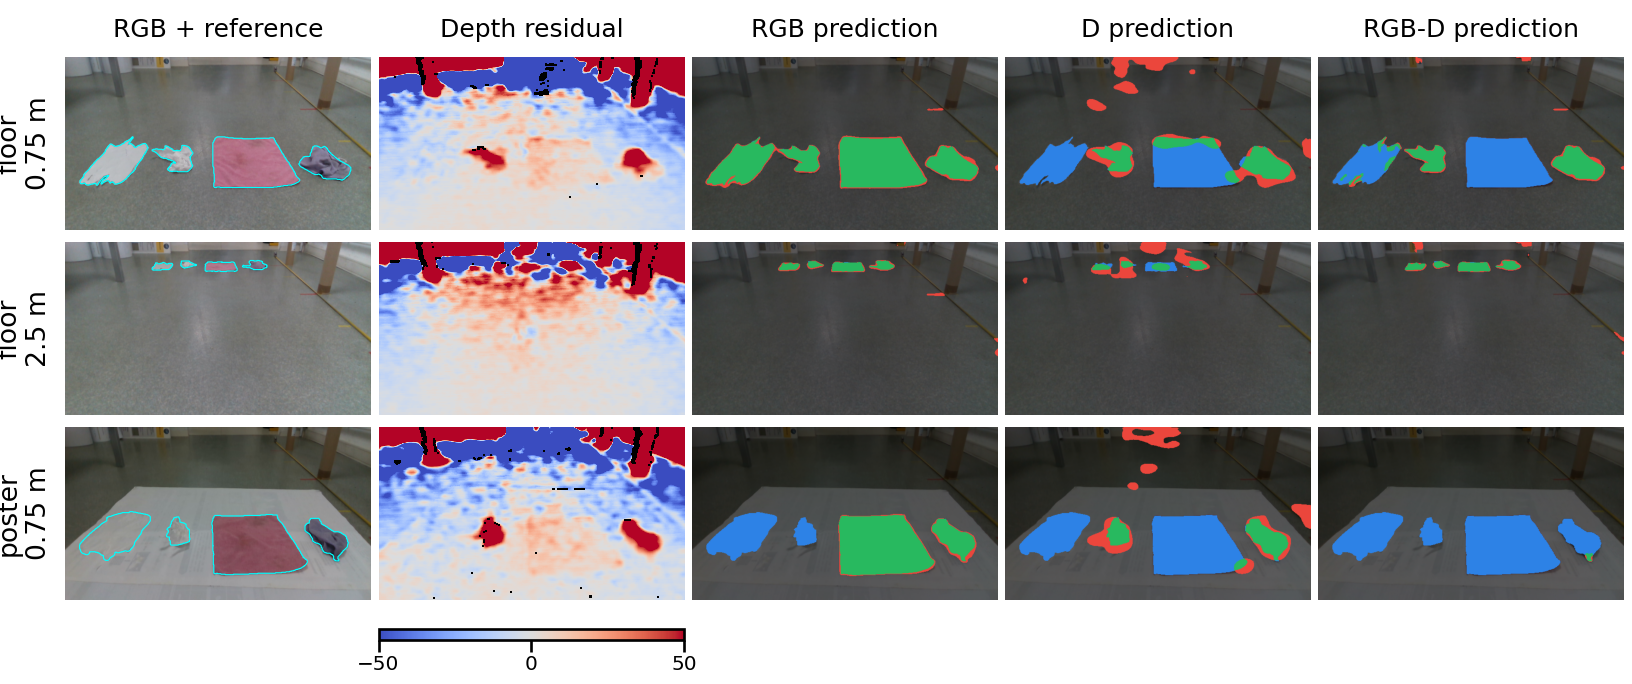 RGB + reference
Depth residual
RGB prediction
D prediction
RGB-D prediction
floor
0.75 m
floor
2.5 m
poster
0.75 m
−50
0
50